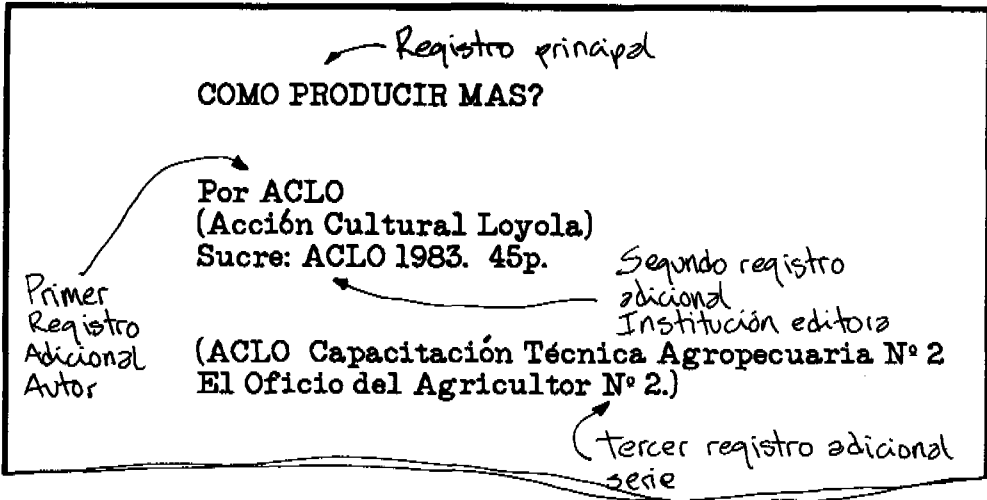 Registro principal
COMO PRODUCIR MAS?
Por ACLO
(Acción Cultural Loyola)
Sucre: ACLO 1983. 45p.
Primer
Registro
Adicional
Autor
Segundo registro
adicional
Institución editora
(ACLO Capacitación Técnica Agropecuaria Nº 2
El Oficio del Agricultor Nº 2.)
tercer registro adicional
serie